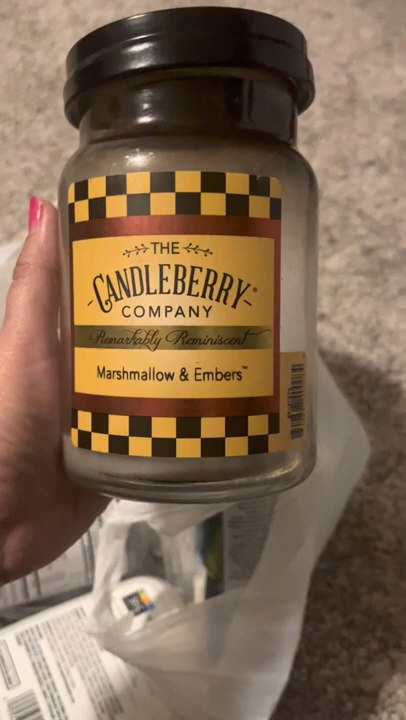 THE
CANDLEBERRY®
COMPANY
Remarkably Reminiscent
Marshmallow & Embers™